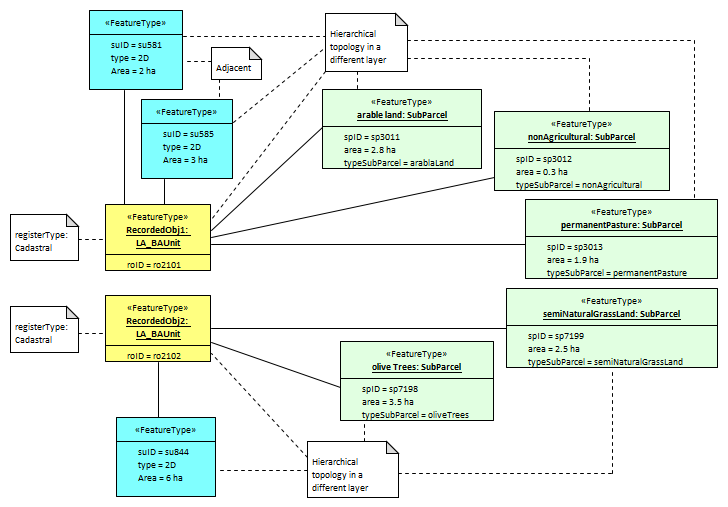 «FeatureType»
suID = su581
type = 2D
Area = 2 ha
Adjacent
Hierarchical
topology in a
different layer
«FeatureType»
suID = su585
type = 2D
Area = 3 ha
«FeatureType»
arable land: SubParcel
spID = sp3011
area = 2.8 ha
typeSubParcel = arablaLand
«FeatureType»
nonAgricultural: SubParcel
spID = sp3012
area = 0.3 ha
typeSubParcel = nonAgricultural
registerType:
Cadastral
«FeatureType»
RecordedObj1:
LA_BAUnit
roID = ro2101
«FeatureType»
permanentPasture: SubParcel
spID = sp3013
area = 1.9 ha
typeSubParcel = permanentPasture
registerType:
Cadastral
«FeatureType»
RecordedObj2:
LA_BAUnit
roID = ro2102
«FeatureType»
semiNaturalGrassLand: SubParcel
spID = sp7199
area = 2.5 ha
typeSubParcel = semiNaturalGrassLand
«FeatureType»
olive Trees: SubParcel
spID = sp7198
area = 3.5 ha
typeSubParcel = oliveTrees
«FeatureType»
suID = su844
type = 2D
Area = 6 ha
Hierarchical
topology in a
different layer